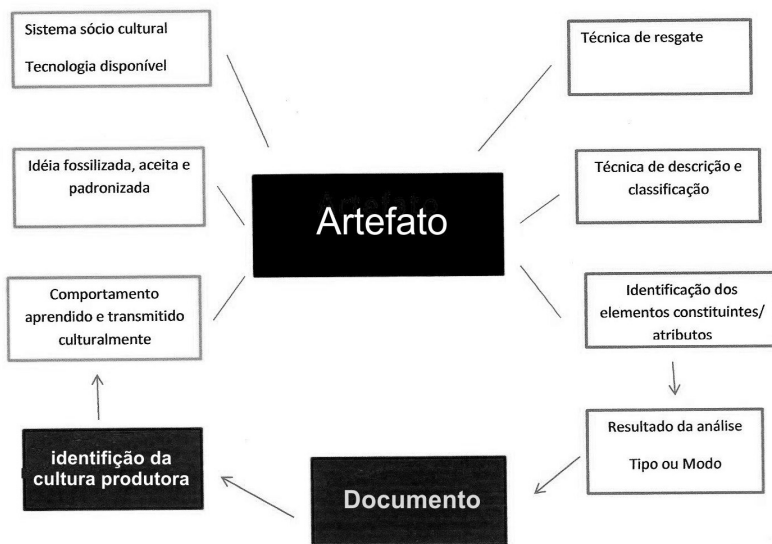 Sistema sócio cultural
Tecnologia disponível
Idéia fossilizada, aceita e
padronizada
Comportamento
aprendido e transmitido
culturalmente
identifição da
cultura produtora
Artefato
Documento
Técnica de resgate
Técnica de descrição e
classificação
Identificação dos
elementos constituintes/
atributos
Resultado da análise
Tipo ou Modo